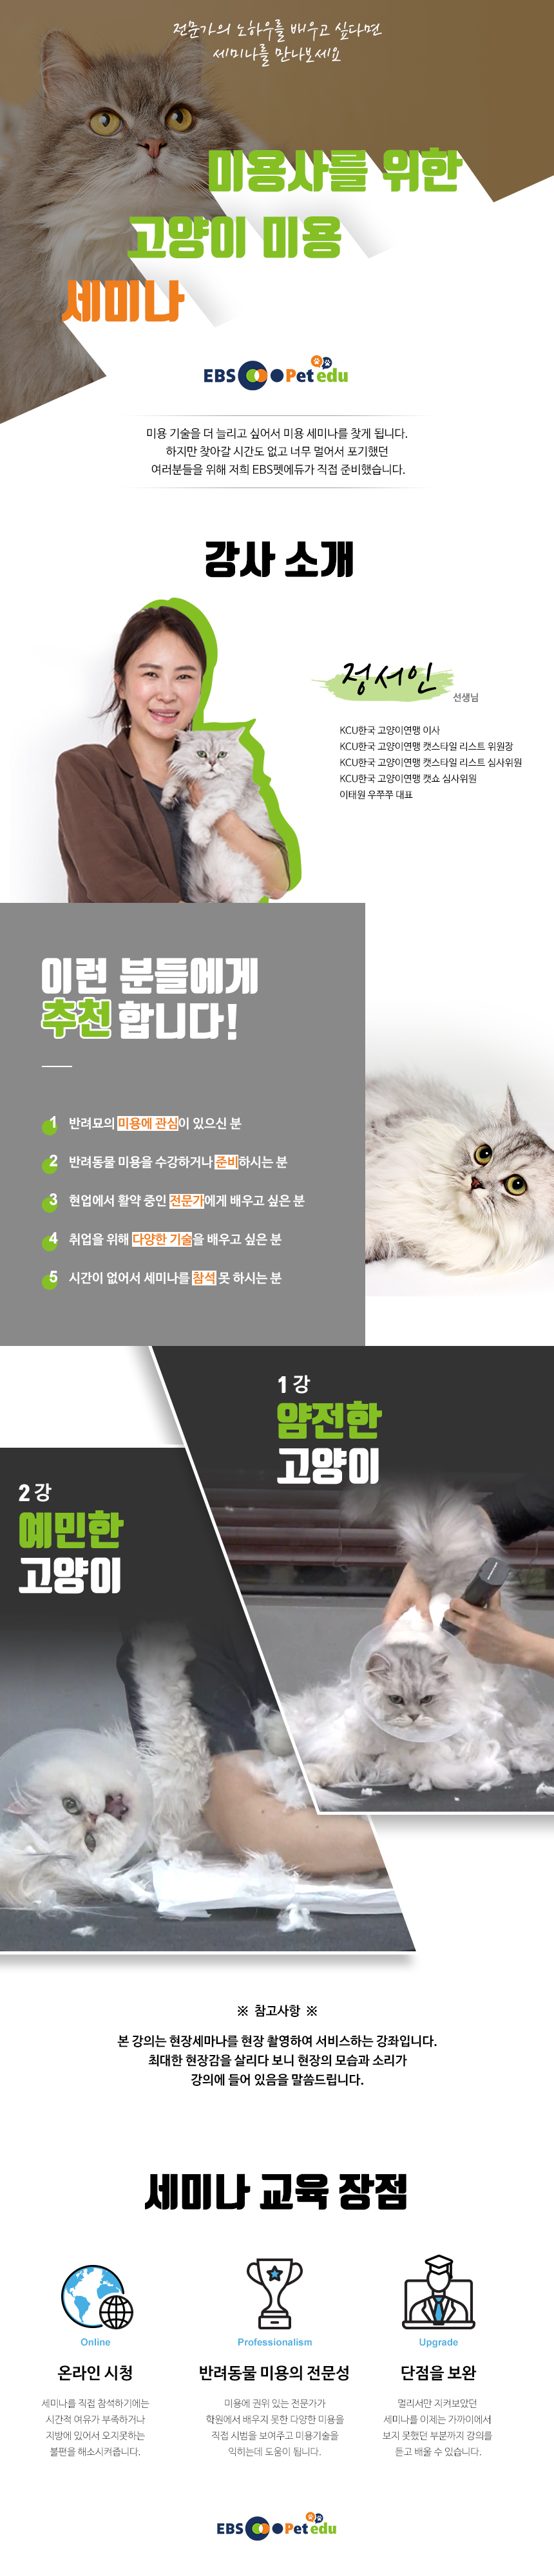 전문가의 노하우를 배우고 싶다면
세미나를 만나보세요
미용사를 위한
고양이 미용
세미나
EBS Pet edu
미용 기술을 더 늘리고 싶어서 미용 세미나를 찾게 됩니다.
하지만 찾아갈 시간도 없고 너무 멀어서 포기했던
여러분들을 위해 저희 EBS펫에듀가 직접 준비했습니다.
강사 소개
정서인
선생님
KCU한국 고양이연맹 이사
KCU한국 고양이연맹 캣스타일 리스트 위원장
KCU한국 고양이연맹 캣스타일 리스트 심사위원
KCU한국 고양이연맹 캣쇼 심사위원
이태원 우쭈쭈 대표
이런 분들에게
추천합니다!
1 반려묘의 미용에 관심이 있으신 분
2 반려동물 미용을 수강하거나 준비하시는 분
3 현업에서 활약 중인 전문가에게 배우고 싶은 분
4 취업을 위해 다양한 기술을 배우고 싶은 분
5 시간이 없어서 세미나를 참석 못 하시는 분
1 강
얌전한
고양이
2 강
예민한
고양이
※ 참고사항 ※
본 강의는 현장세마나를 현장 촬영하여 서비스하는 강좌입니다.
최대한 현장감을 살리다 보니 현장의 모습과 소리가
강의에 들어 있음을 말씀드립니다.
세미나 교육 장점
Online
온라인 시청
세미나를 직접 참석하기에는
시간적 여유가 부족하거나
지방에 있어서 오지못하는
불편을 해소시켜줍니다.
Professionalism
반려동물 미용의 전문성
미용에 권위 있는 전문가가
학원에서 배우지 못한 다양한 미용을
직접 시범을 보여주고 미용기술을
익히는데 도움이 됩니다.
Upgrade
단점을 보완
멀리서만 지켜보았던
세미나를 이제는 가까이에서
보지 못했던 부분까지 강의를
듣고 배울 수 있습니다.
EBS Pet edu